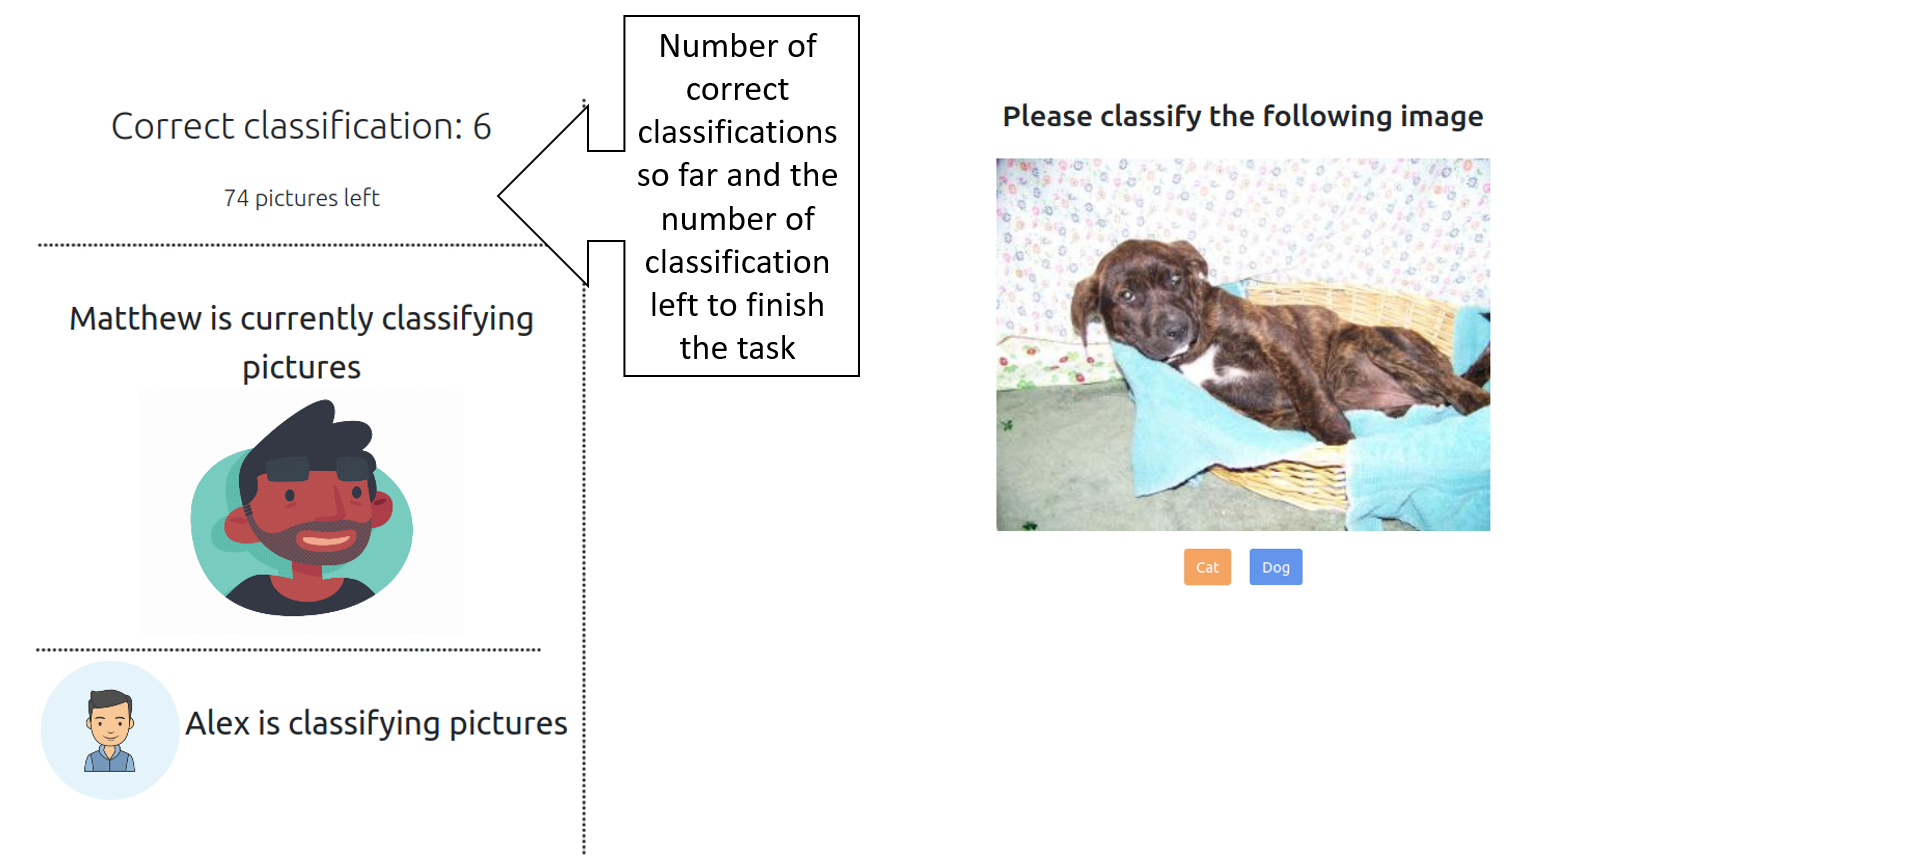 Correct classification: 6
74 pictures left
Number of
correct
classifications
so far and the
number of
classification
left to finish
the task
Matthew is currently classifying
pictures
Alex is classifying pictures
Please classify the following image
Cat
Dog